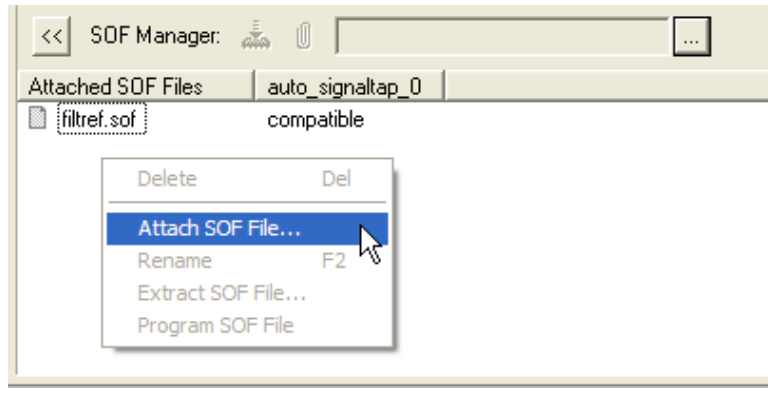 << SOF Manager: ...
Attached SOF Files auto_signaltap_0
filtref.sof compatible
Delete Del
Attach SOF File...
Rename F2
Extract SOF File...
Program SOF File